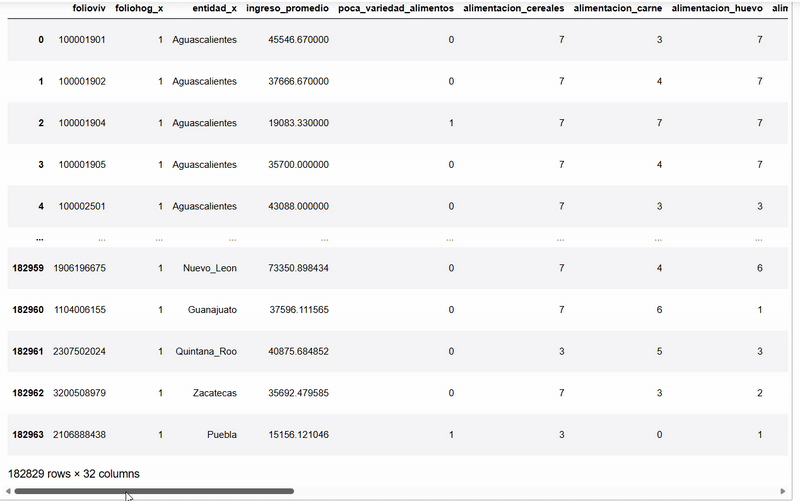 folioviv foliohog_x entidad_x ingreso_promedio poca_variedad_alimentos alimentacion_cereales alimentacion_carne alimentacion_huevo
0 100001901 1 Aguascalientes 45546.670000 0 7 3 7
1 100001902 1 Aguascalientes 37666.670000 0 7 4 7
2 100001904 1 Aguascalientes 19083.330000 1 7 7 7
3 100001905 1 Aguascalientes 35700.000000 0 7 4 7
4 100002501 1 Aguascalientes 43088.000000 0 7 3 3
... ... ... ... ... ... ... ... ...
182959 1906196675 1 Nuevo_Leon 73350.898434 0 7 4 6
182960 1104006155 1 Guanajuato 37596.111565 0 7 6 1
182961 2307502024 1 Quintana_Roo 40875.684852 0 3 5 3
182962 3200508979 1 Zacatecas 35692.479585 0 7 3 2
182963 2106888438 1 Puebla 15156.121046 1 3 0 1
182829 rows × 32 columns